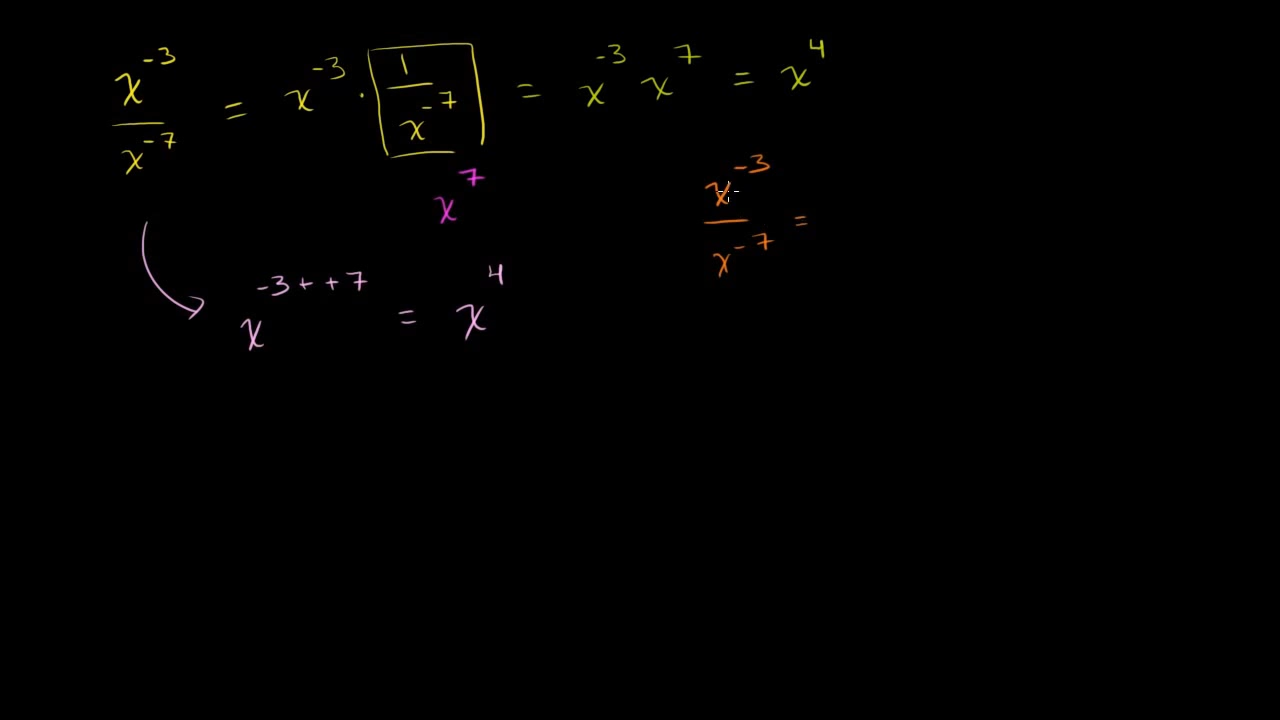 x^-3 / x^-7 = x^-3 · 1 / x^-7 = x^-3 x^7 = x^4
x^7
x^-3 / x^-7 =
x^-3 + +7 = x^4